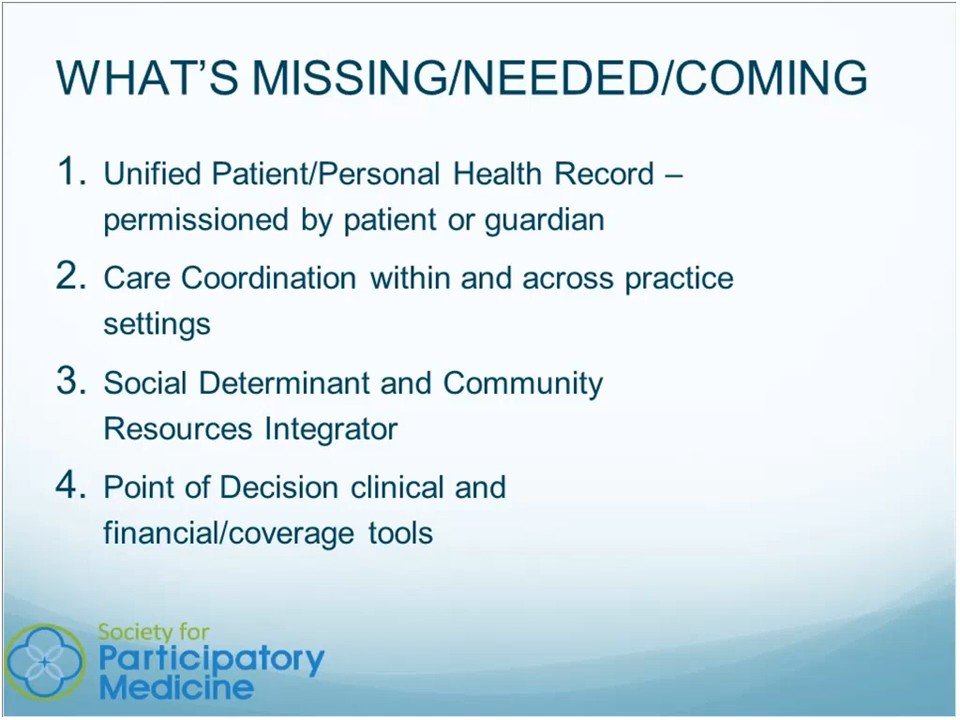 WHAT’S MISSING/NEEDED/COMING
1. Unified Patient/Personal Health Record –
permissioned by patient or guardian
2. Care Coordination within and across practice
settings
3. Social Determinant and Community
Resources Integrator
4. Point of Decision clinical and
financial/coverage tools
Society for
Participatory
Medicine